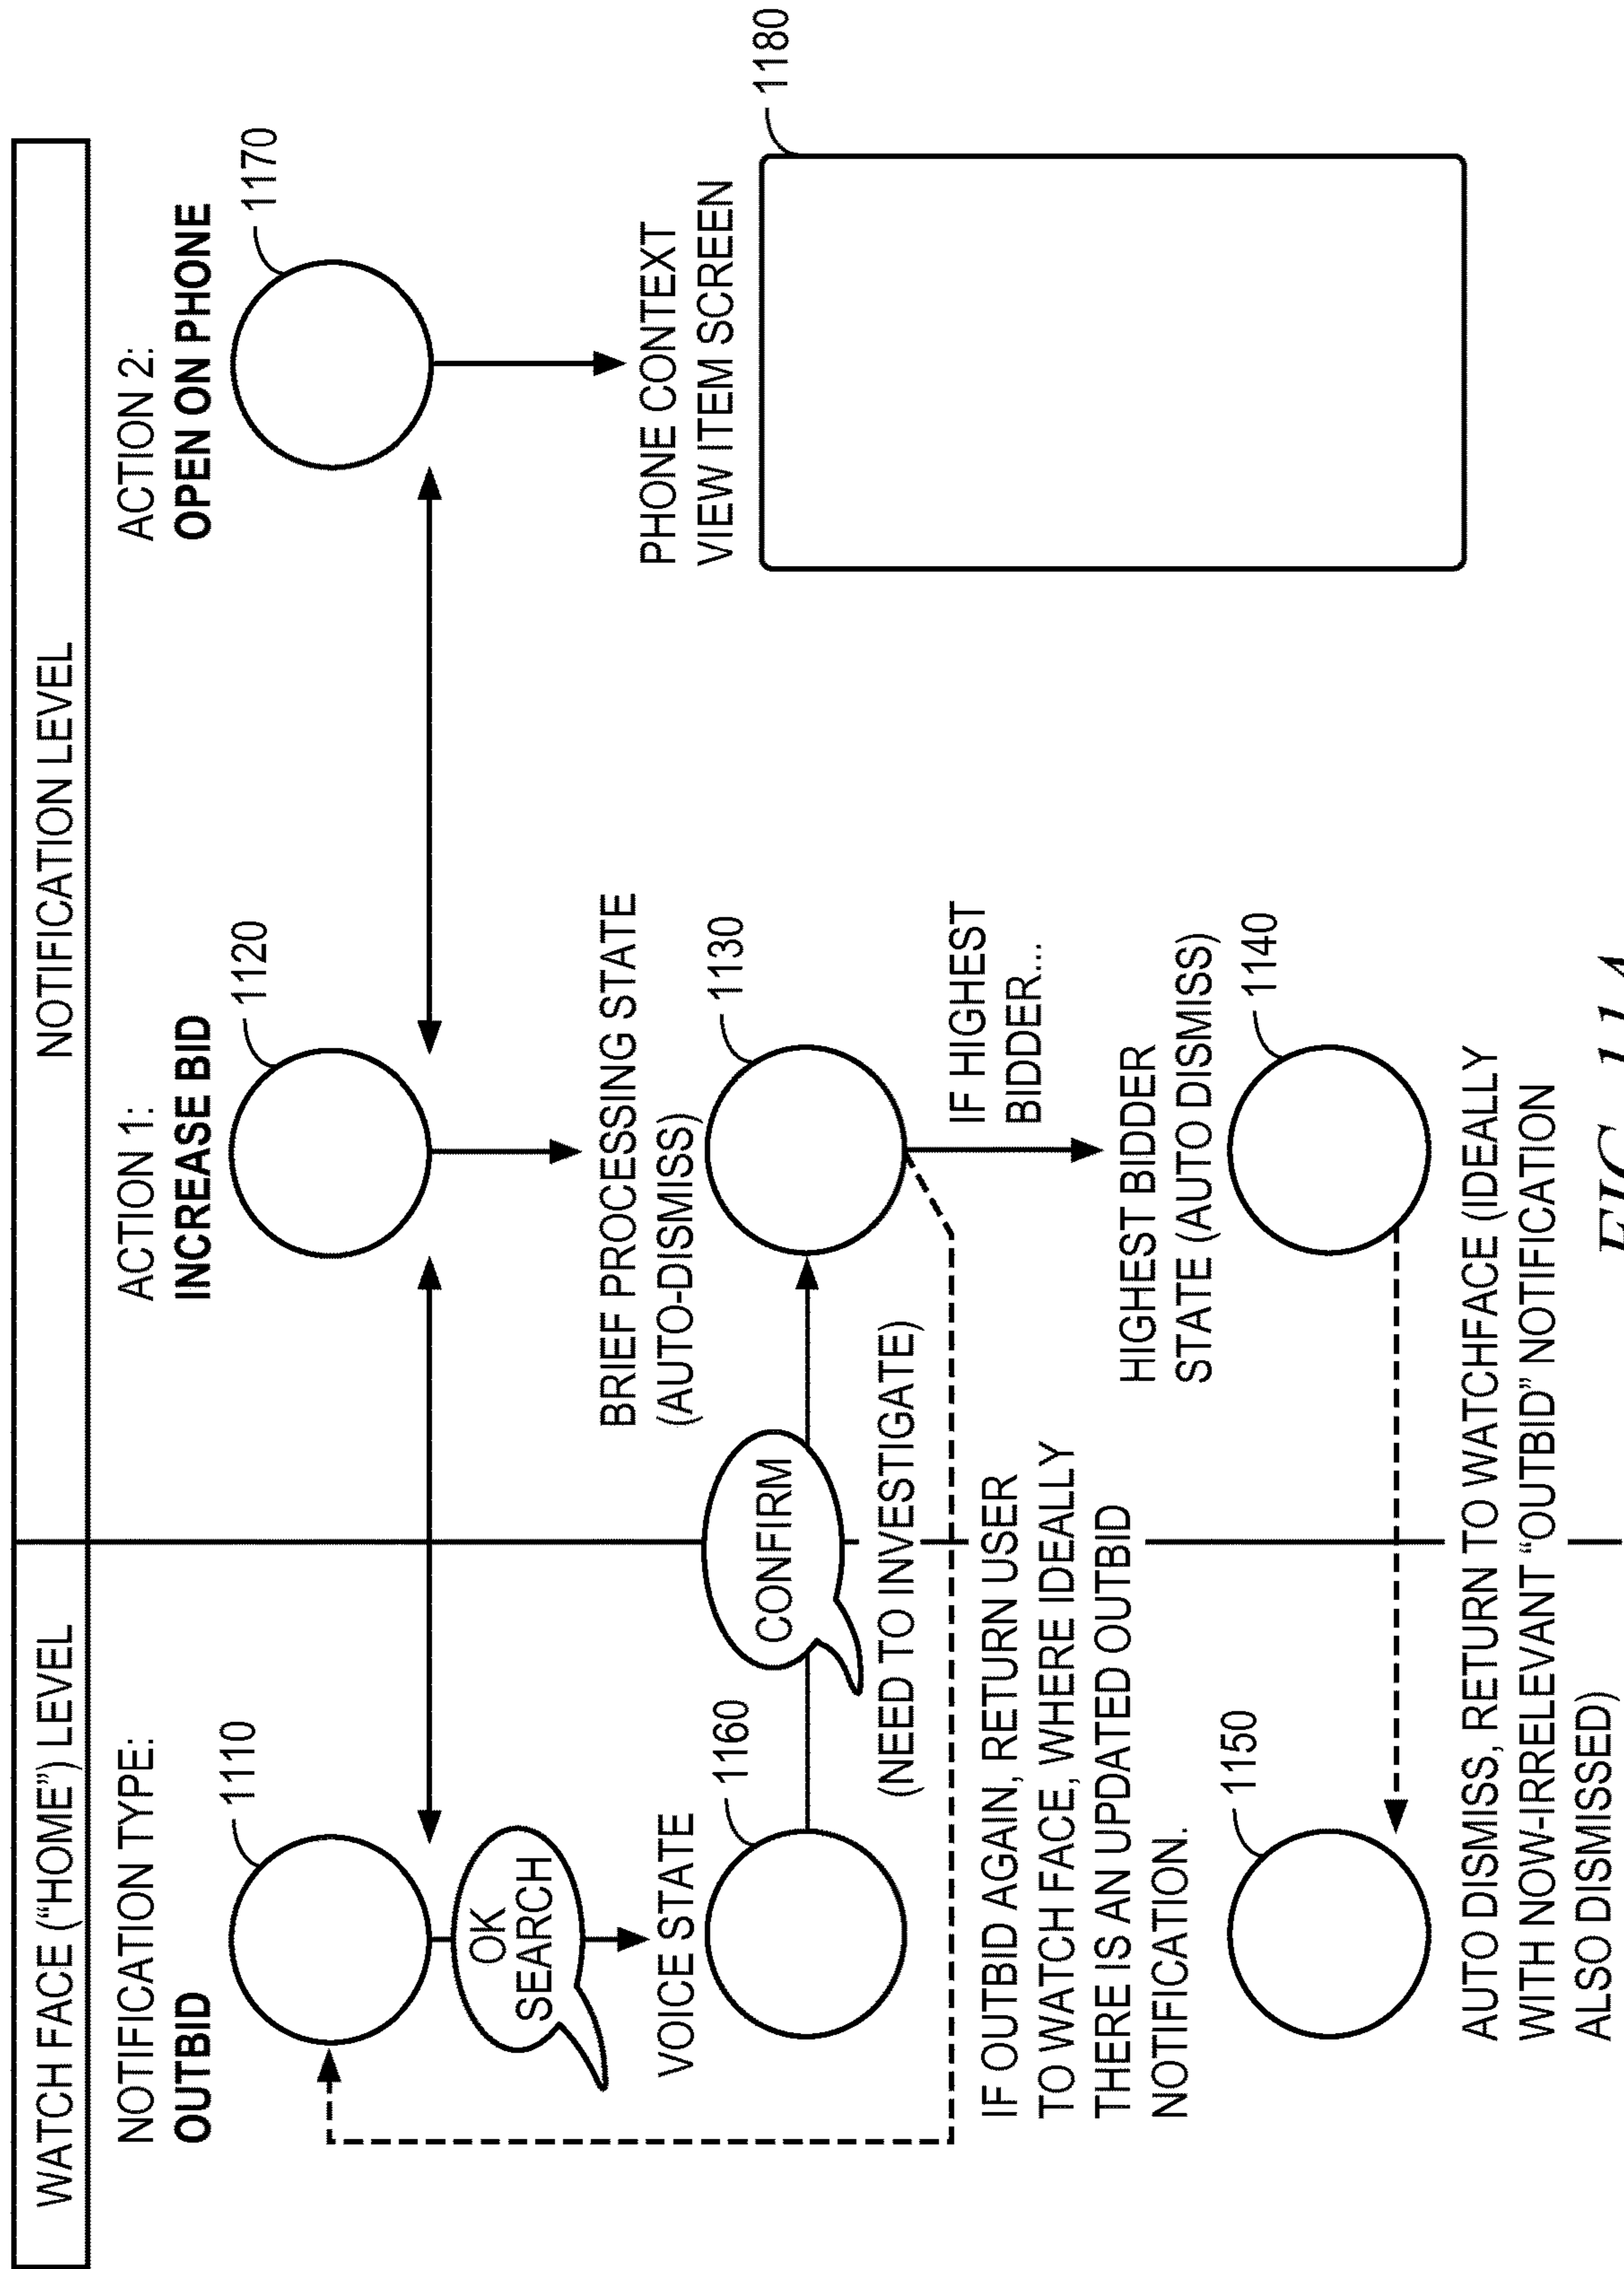 WATCH FACE (“HOME”) LEVEL
NOTIFICATION LEVEL
NOTIFICATION TYPE:
OUTBID
1110
ACTION 1:
INCREASE BID
1120
ACTION 2:
OPEN ON PHONE
1170
OK
SEARCH
VOICE STATE
1160
CONFIRM
BRIEF PROCESSING STATE
(AUTO-DISMISS)
1130
PHONE CONTEXT
VIEW ITEM SCREEN
1180
(NEED TO INVESTIGATE)
IF OUTBID AGAIN, RETURN USER
TO WATCH FACE, WHERE IDEALLY
THERE IS AN UPDATED OUTBID
NOTIFICATION.
IF HIGHEST
BIDDER...
HIGHEST BIDDER
STATE (AUTO DISMISS)
1140
1150
AUTO DISMISS, RETURN TO WATCHFACE (IDEALLY
WITH NOW-IRRELEVANT “OUTBID” NOTIFICATION
ALSO DISMISSED)
FIG. 11A